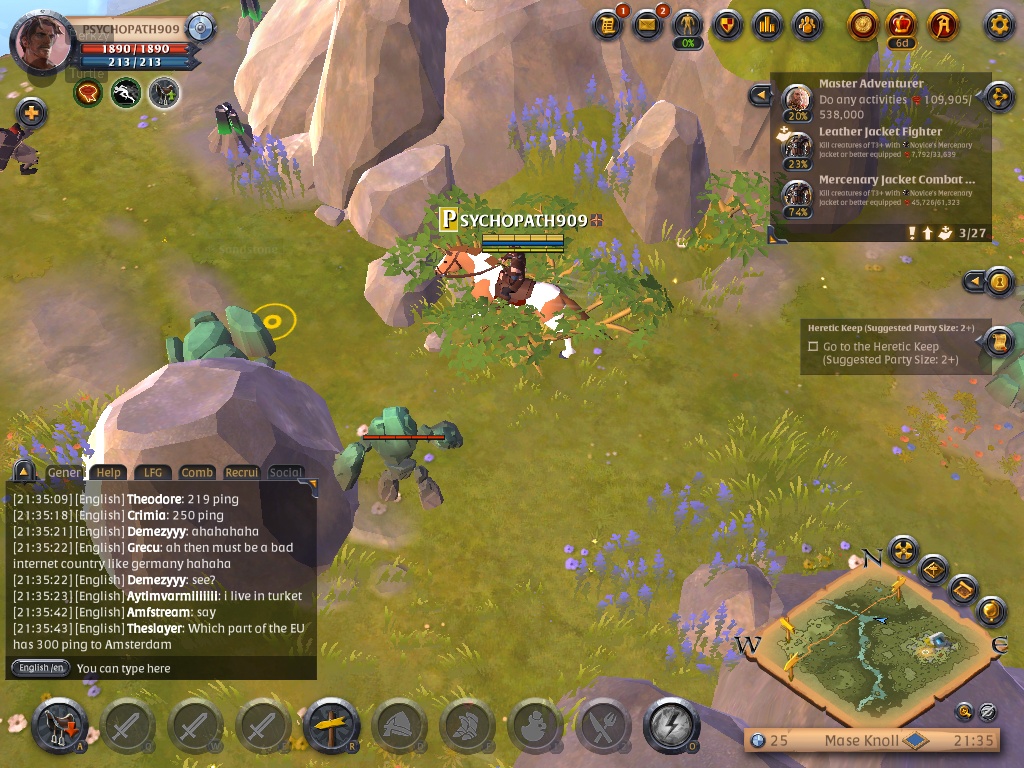 PSYCHOPATH909
1890 / 1890
213 / 213
Turtle
1
2
0%
6d
Master Adventurer
Do any activities 109,905/
538,000
20%
Leather Jacket Fighter
Kill creatures of T1+ with Novice's Mercenary
Jacket or better equipped 7,792/33,639
23%
Mercenary Jacket Combat ...
Kill creatures of T1+ with Novice's Mercenary
Jacket or better equipped 45,726/61,323
74%
3/27
PSYCHOPATH909
Heretic Keep (Suggested Party Size: 2+)
Go to the Heretic Keep
(Suggested Party Size: 2+)
Gener Help LFG Comb Recrui Social
[21:35:09] [English] Theodore: 219 ping
[21:35:18] [English] Crimia: 250 ping
[21:35:21] [English] Demezyyy: ahahahaha
[21:35:22] [English] Grecu: ah then must be a bad
internet country like germany hahaha
[21:35:22] [English] Demezyyy: see?
[21:35:23] [English] Aytimvarmiiiiii: i live in turket
[21:35:42] [English] Amfstream: say
[21:35:43] [English] Theslayer: Which part of the EU
has 300 ping to Amsterdam
English /en You can type here
N
W
E
A Q W E R D F O
25 Mase Knoll 21:35